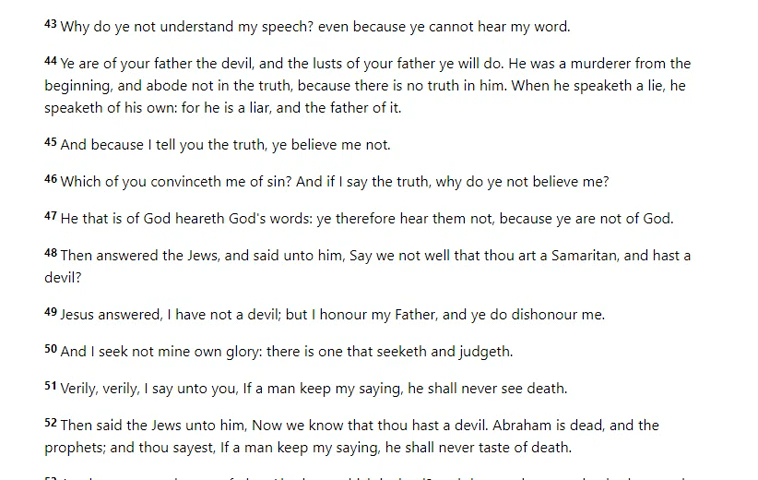 43 Why do ye not understand my speech? even because ye cannot hear my word.
44 Ye are of your father the devil, and the lusts of your father ye will do. He was a murderer from the
beginning, and abode not in the truth, because there is no truth in him. When he speaketh a lie, he
speaketh of his own: for he is a liar, and the father of it.
45 And because I tell you the truth, ye believe me not.
46 Which of you convinceth me of sin? And if I say the truth, why do ye not believe me?
47 He that is of God heareth God's words: ye therefore hear them not, because ye are not of God.
48 Then answered the Jews, and said unto him, Say we not well that thou art a Samaritan, and hast a
devil?
49 Jesus answered, I have not a devil; but I honour my Father, and ye do dishonour me.
50 And I seek not mine own glory: there is one that seeketh and judgeth.
51 Verily, verily, I say unto you, If a man keep my saying, he shall never see death.
52 Then said the Jews unto him, Now we know that thou hast a devil. Abraham is dead, and the
prophets; and thou sayest, If a man keep my saying, he shall never taste of death.